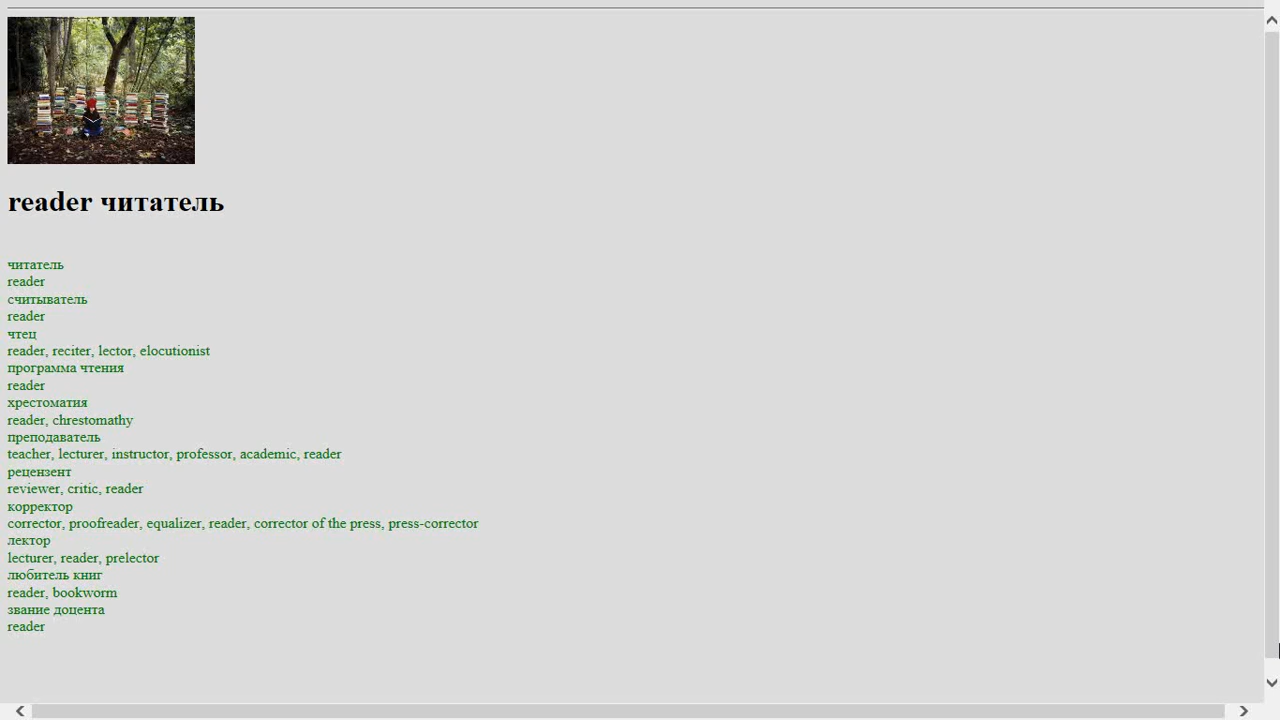 reader читатель
читатель
reader
считыватель
reader
чтец
reader, reciter, lector, elocutionist
программа чтения
reader
хрестоматия
reader, chrestomathy
преподаватель
teacher, lecturer, instructor, professor, academic, reader
рецензент
reviewer, critic, reader
корректор
corrector, proofreader, equalizer, reader, corrector of the press, press-corrector
лектор
lecturer, reader, prelector
любитель книг
reader, bookworm
звание доцента
reader